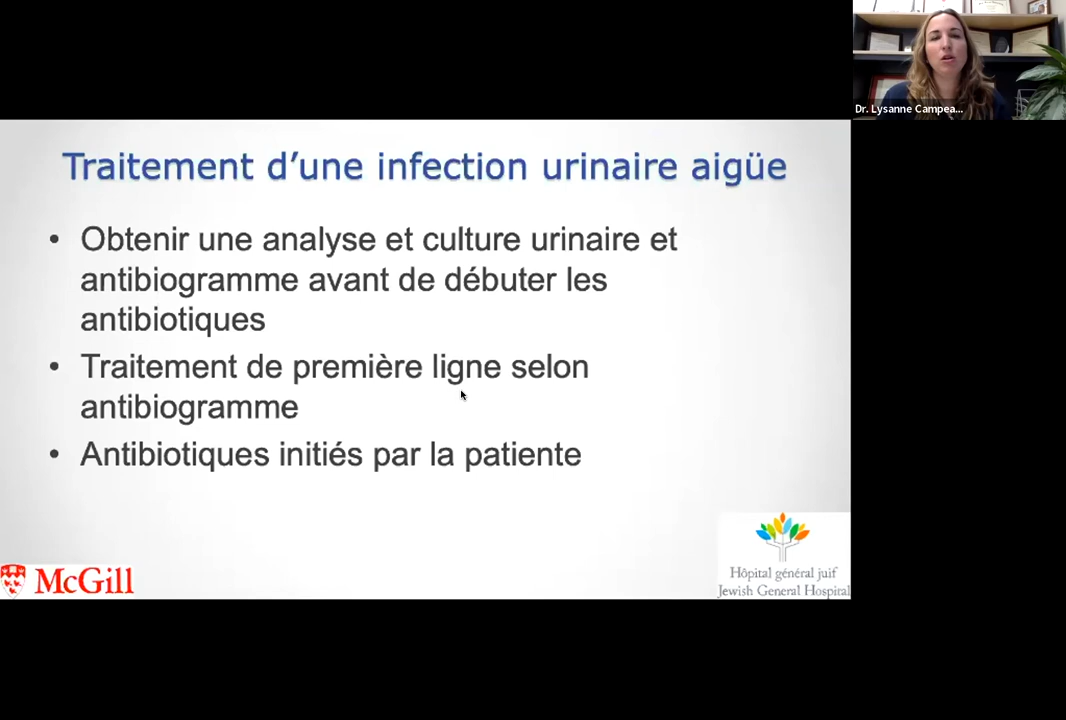 Dr. Lysanne Campea...
Traitement d’une infection urinaire aigüe
• Obtenir une analyse et culture urinaire et
antibiogramme avant de débuter les
antibiotiques
• Traitement de première ligne selon
antibiogramme
• Antibiotiques initiés par la patiente
McGill
Hôpital général juif
Jewish General Hospital